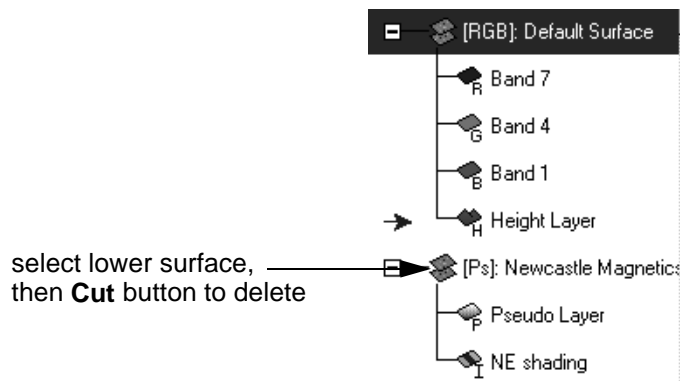 [RGB]: Default Surface
R Band 7
G Band 4
B Band 1
H Height Layer
select lower surface,
then Cut button to delete
[Ps]: Newcastle Magnetics
P Pseudo Layer
I NE shading